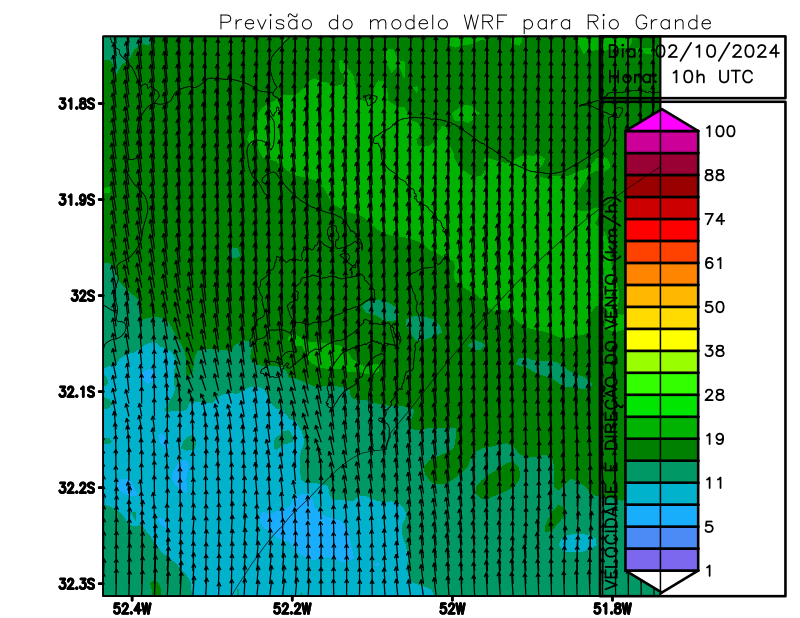 Previsão do modelo WRF para Rio Grande
Dia: 02/10/2024
Hora: 10h UTC
31.8S
31.9S
32S
32.1S
32.2S
32.3S
52.4W
52.2W
52W
51.8W
VELOCIDADE E DIREÇÃO DO VENTO (km/h)
100
88
74
61
50
38
28
19
11
5
1